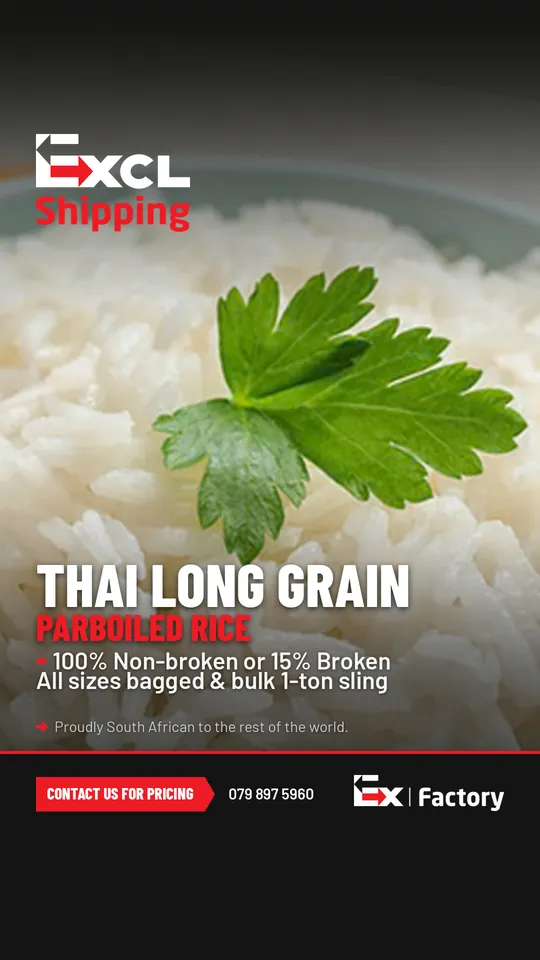 EXCL
Shipping
THAI LONG GRAIN
PARBOILED RICE
100% Non-broken or 15% Broken
All sizes bagged & bulk 1-ton sling
Proudly South African to the rest of the world.
CONTACT US FOR PRICING 079 897 5960 Ex | Factory